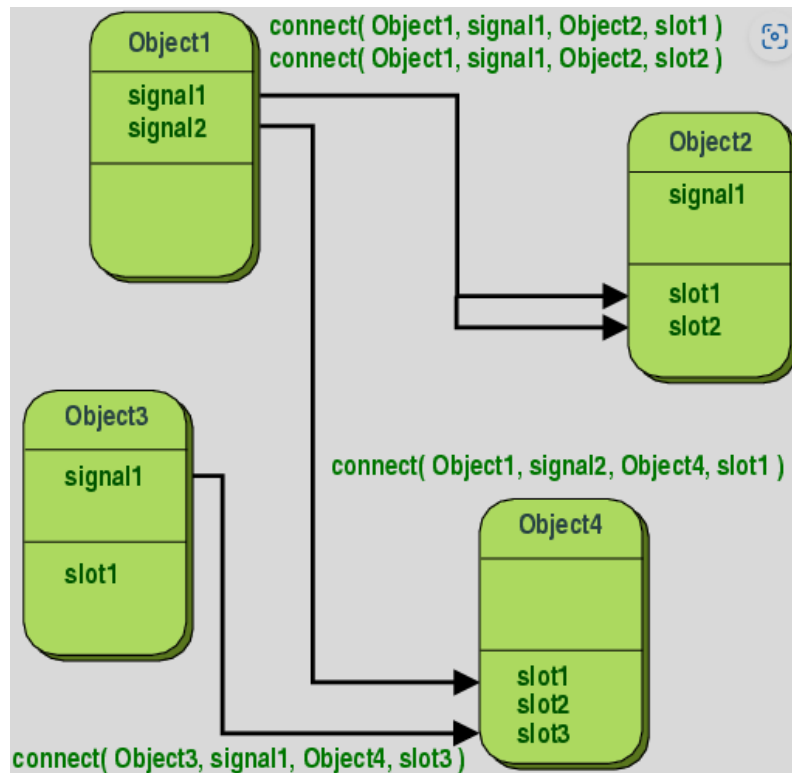 connect( Object1, signal1, Object2, slot1 )
connect( Object1, signal1, Object2, slot2 )
Object1
signal1
signal2
Object2
signal1
slot1
slot2
Object3
signal1
slot1
connect( Object1, signal2, Object4, slot1 )
Object4
slot1
slot2
slot3
connect( Object3, signal1, Object4, slot3 )